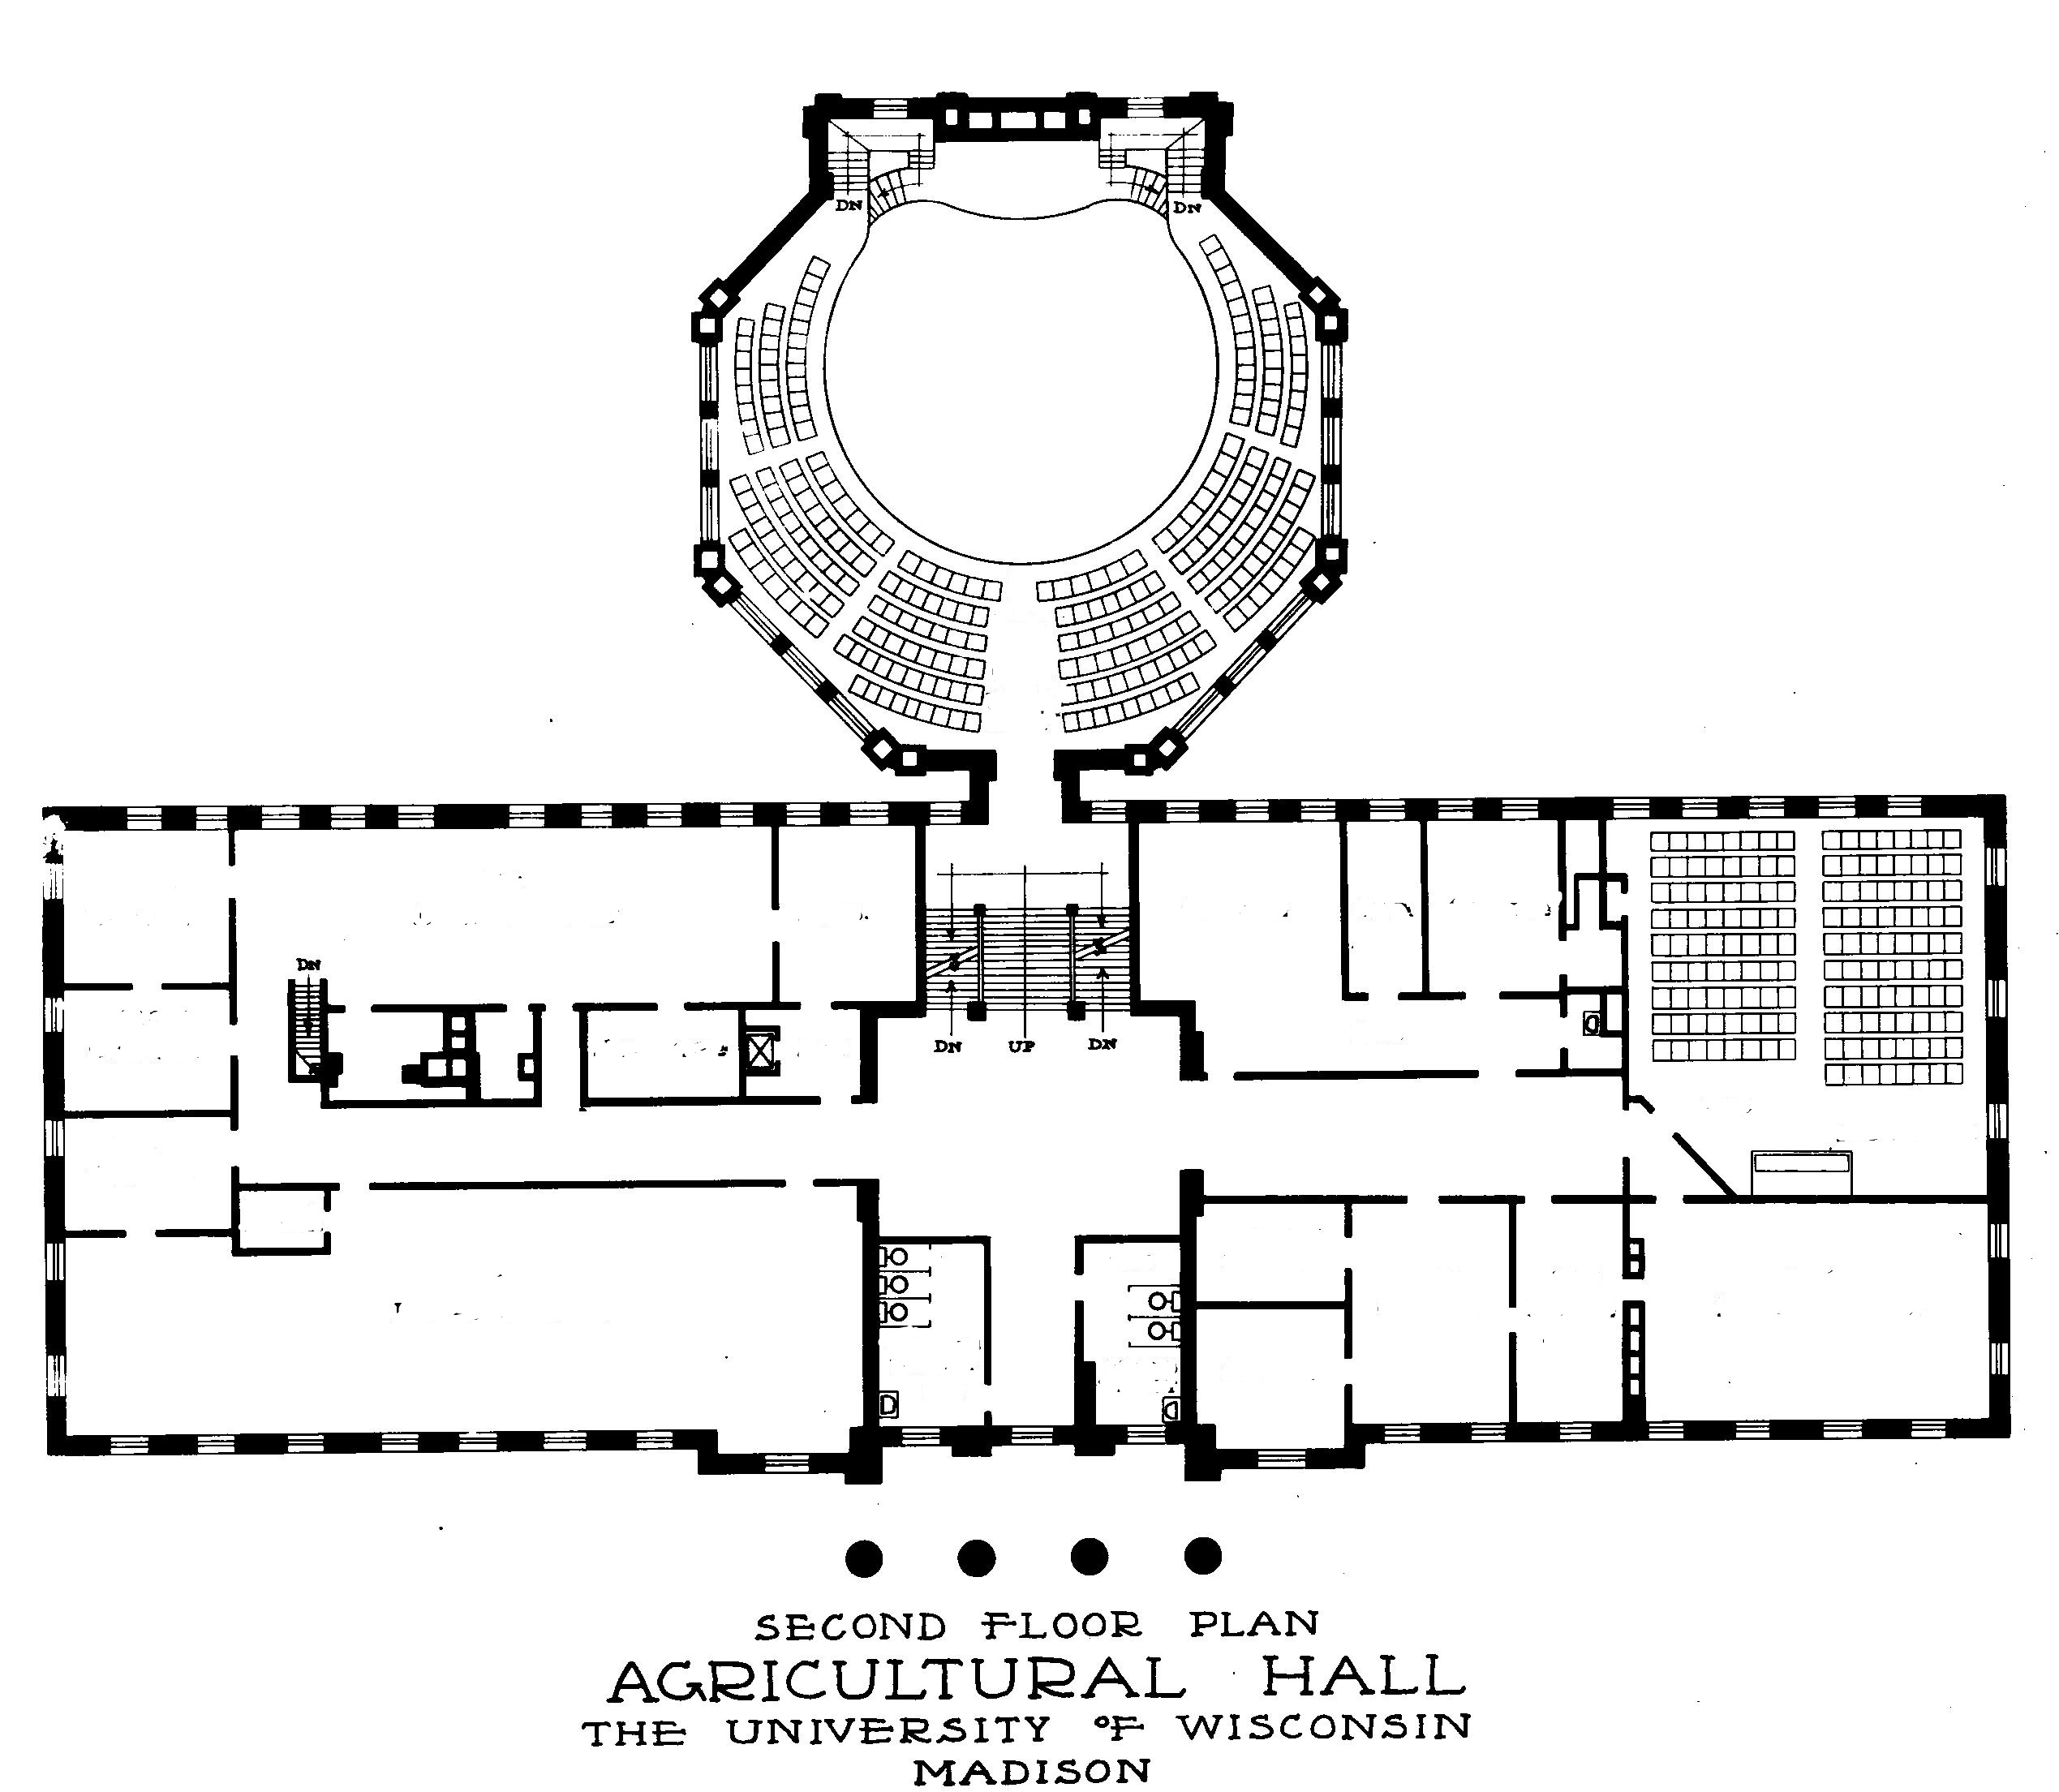 DN DN
DN
DN UP DN
SECOND FLOOR PLAN
AGRICULTURAL HALL
THE UNIVERSITY OF WISCONSIN
MADISON